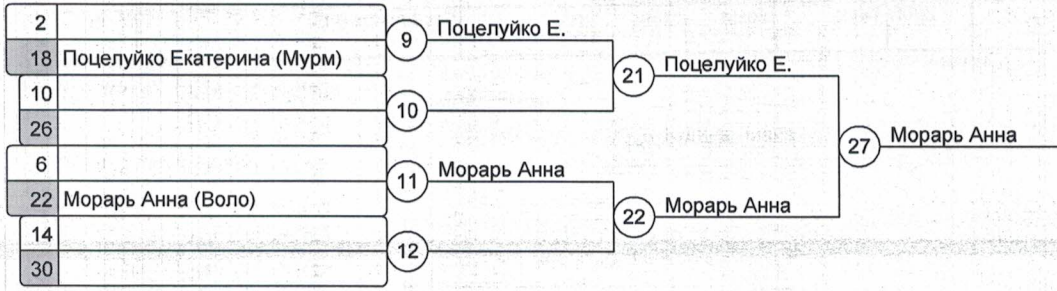 2
18 Поцелуйко Екатерина (Мурм)
10
26
6
22 Морарь Анна (Воло)
14
30
9 Поцелуйко Е.
10
11 Морарь Анна
12
21 Поцелуйко Е.
22 Морарь Анна
27 Морарь Анна